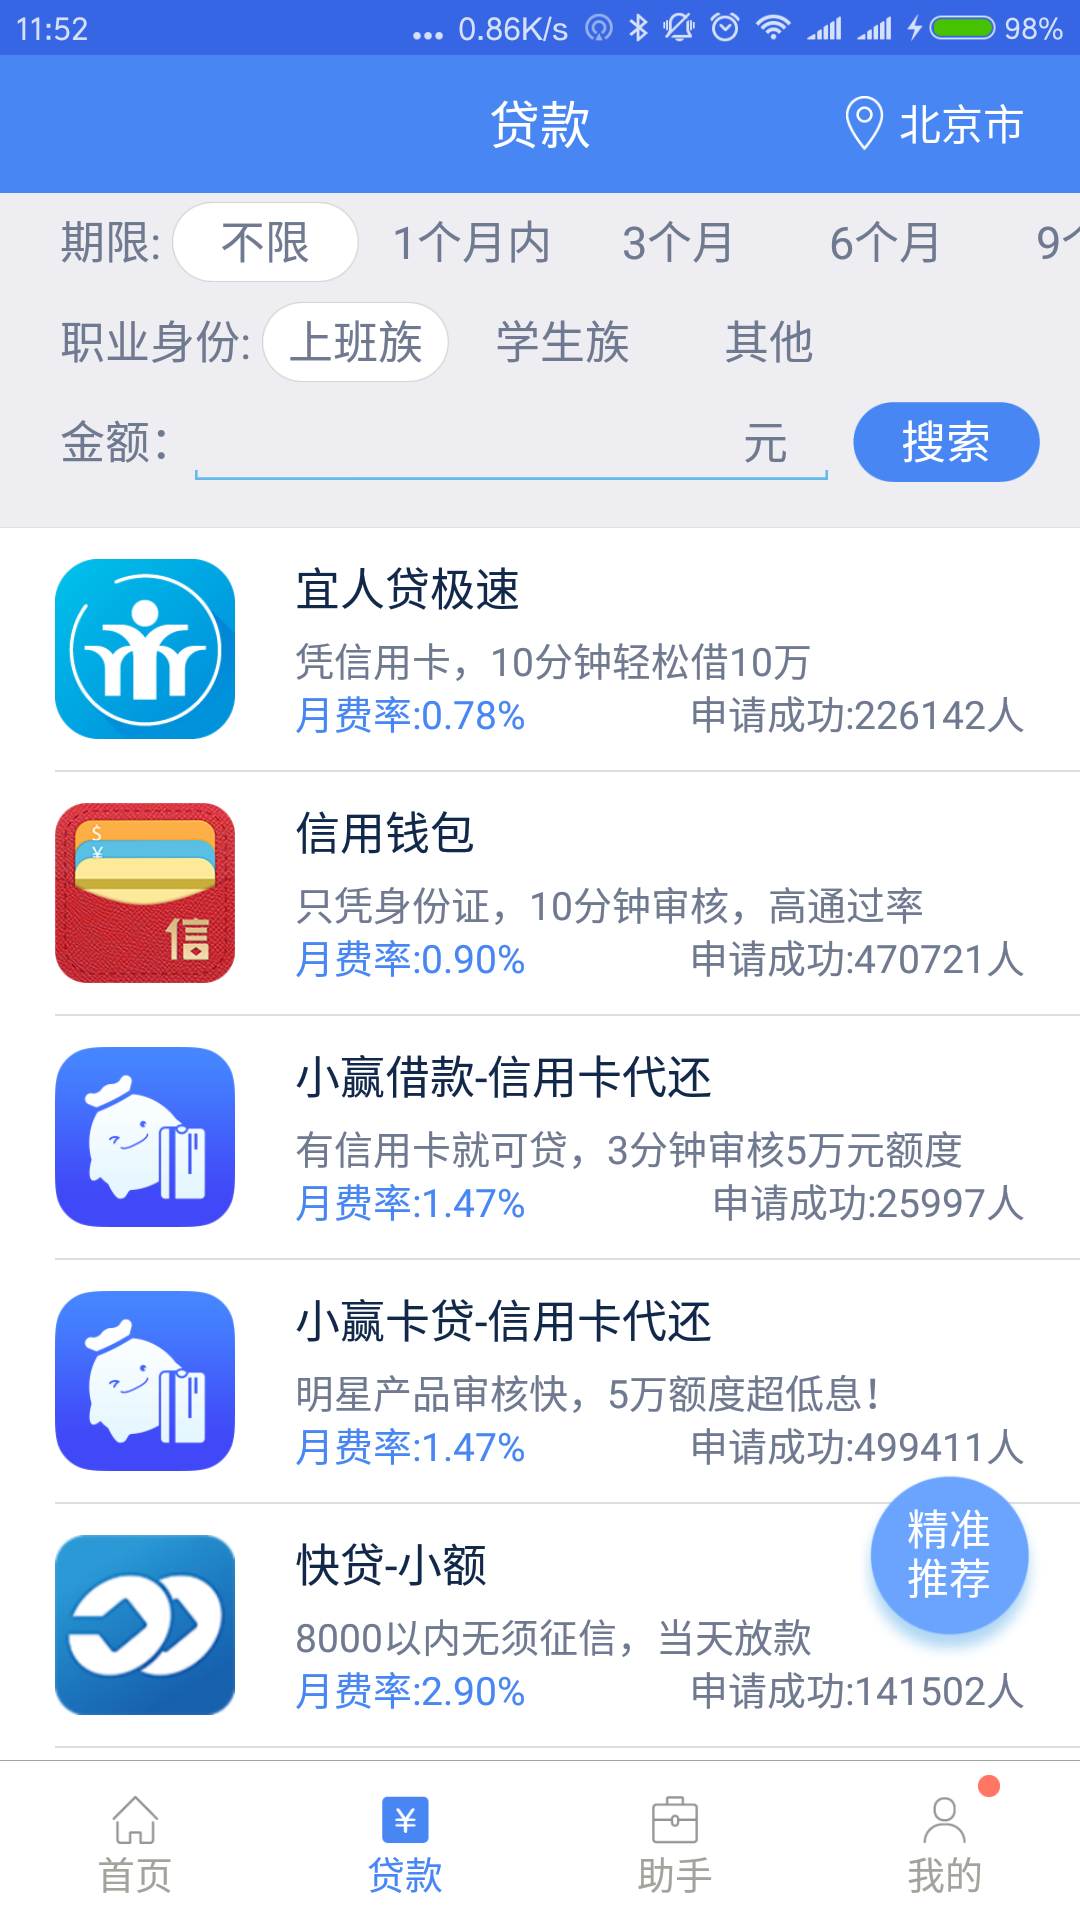 11:52 ... 0.86K/s 98%
贷款 北京市
期限: 不限 1个月内 3个月 6个月 9个
职业身份: 上班族 学生族 其他
金额： 元 搜索
宜人贷极速
凭信用卡，10分钟轻松借10万
月费率:0.78% 申请成功:226142人
$
¥
信
信用钱包
只凭身份证，10分钟审核，高通过率
月费率:0.90% 申请成功:470721人
小赢借款-信用卡代还
有信用卡就可贷，3分钟审核5万元额度
月费率:1.47% 申请成功:25997人
小赢卡贷-信用卡代还
明星产品审核快，5万额度超低息！
月费率:1.47% 申请成功:499411人
精准
推荐
快贷-小额
8000以内无须征信，当天放款
月费率:2.90% 申请成功:141502人
¥
首页 贷款 助手 我的